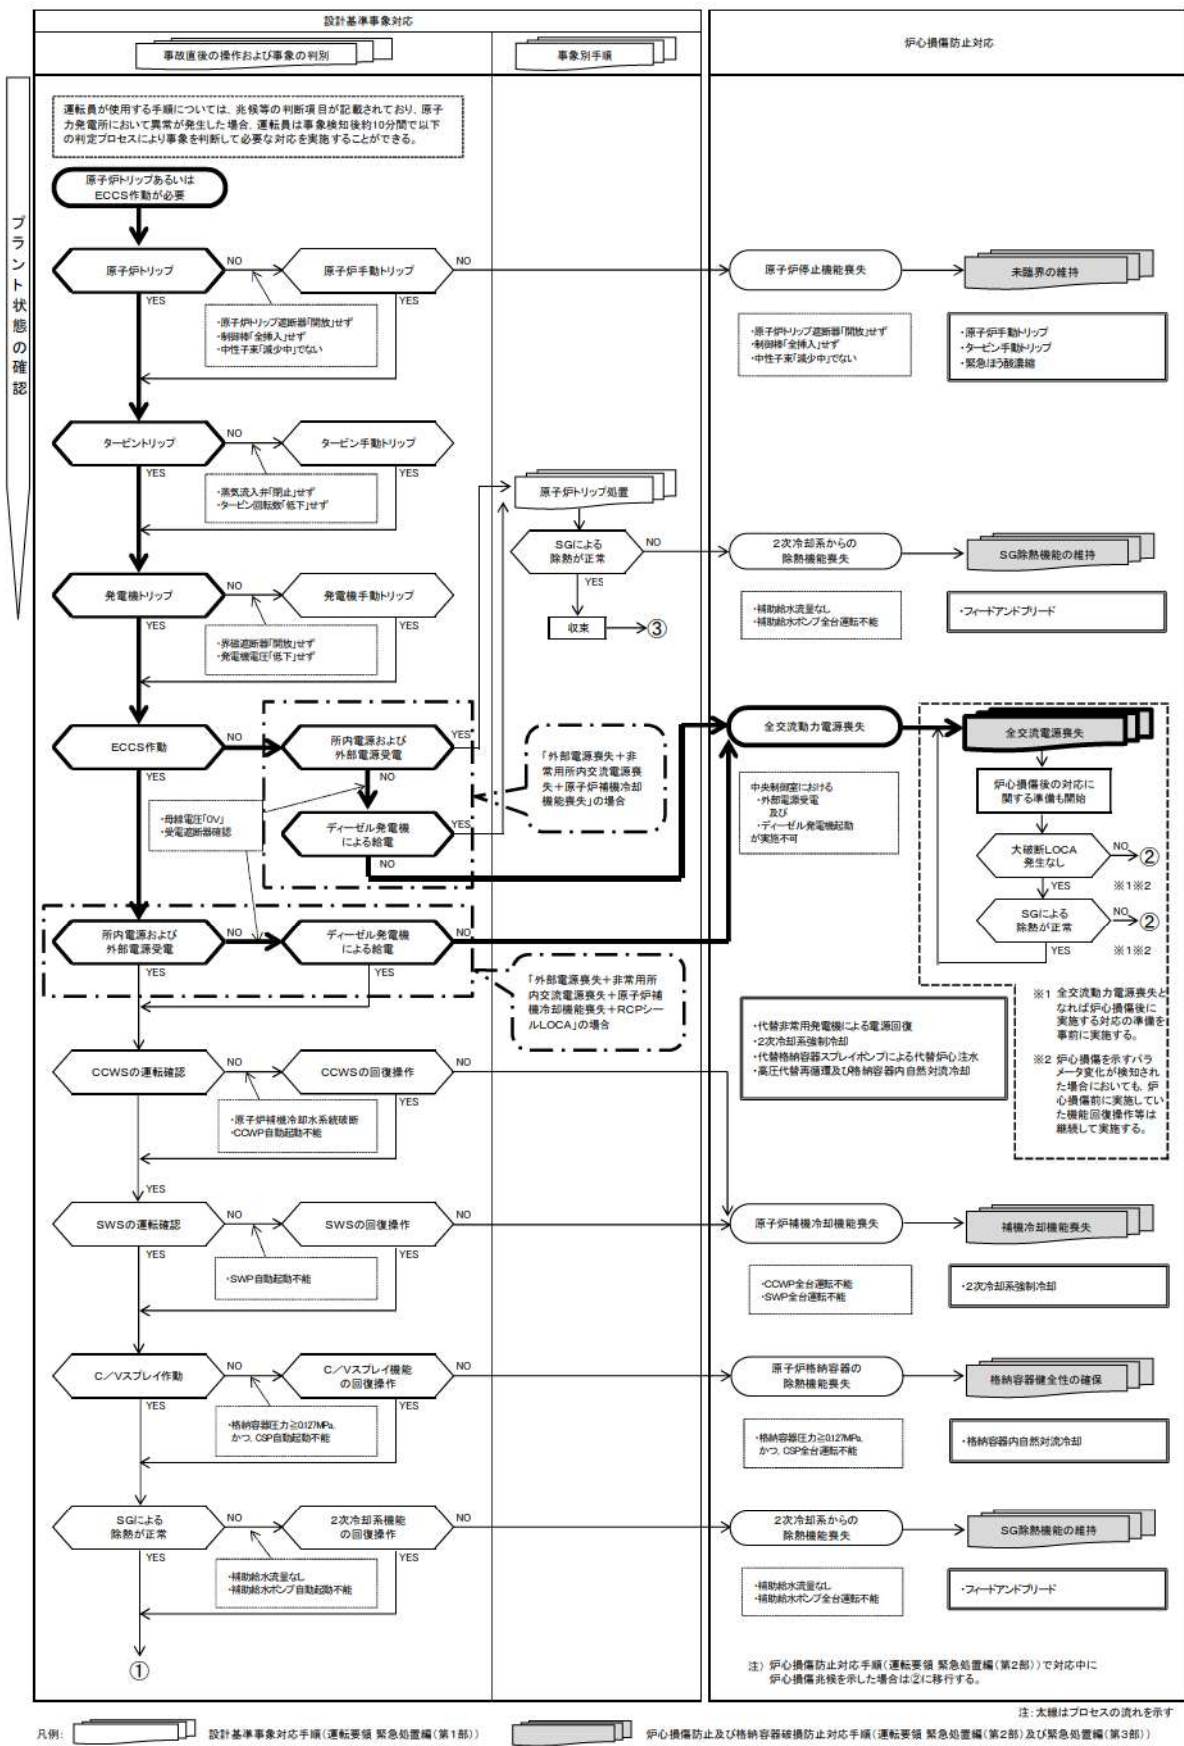 設計基準事象対応
事故直後の操作および事象の判別
事象別手順
炉心損傷防止対応
プラント状態の確認
運転員が使用する手順については、兆候等の判断項目が記載されており、原子
力発電所において異常が発生した場合、運転員は事象検知後約10分間で以下
の判定プロセスにより事象を判断して必要な対応を実施することができる。
原子炉トリップあるいは
ECCS作動が必要
原子炉トリップ
NO
原子炉手動トリップ
NO
原子炉停止機能喪失
未臨界の維持
YES
YES
・原子炉トリップ遮断器「開放」せず
・制御棒「全挿入」せず
・中性子束「減少中」でない
・原子炉トリップ遮断器「開放」せず
・制御棒「全挿入」せず
・中性子束「減少中」でない
・原子炉手動トリップ
・タービン手動トリップ
・緊急ほう酸濃縮
タービントリップ
NO
タービン手動トリップ
YES
YES
・蒸気流入弁「閉止」せず
・タービン回転数「低下」せず
原子炉トリップ処置
SGによる
除熱が正常
NO
2次冷却系からの
除熱機能喪失
SG除熱機能の維持
YES
収束
③
・補助給水流量なし
・補助給水ポンプ全台運転不能
・フィードアンドブリード
発電機トリップ
NO
発電機手動トリップ
YES
YES
・界磁遮断器「開放」せず
・発電機電圧「低下」せず
ECCS作動
NO
所内電源および
外部電源受電
YES
YES
NO
ディーゼル発電機
による給電
YES
NO
・母線電圧「0V」
・受電遮断器確認
「外部電源喪失+非
常用所内交流電源喪
失+原子炉補機冷却
機能喪失」の場合
全交流動力電源喪失
全交流電源喪失
中央制御室における
・外部電源受電
及び
・ディーゼル発電機起動
が実施不可
炉心損傷後の対応に
関する準備も開始
大破断LOCA
発生なし
NO
②
YES
※1※2
SGによる
除熱が正常
NO
②
YES
※1※2
所内電源および
外部電源受電
NO
ディーゼル発電機
による給電
NO
YES
YES
「外部電源喪失+非常用所
内交流電源喪失+原子炉補
機冷却機能喪失+RCPシー
ルLOCA」の場合
・代替非常用発電機による電源回復
・2次冷却系強制冷却
・代替格納容器スプレイポンプによる代替炉心注水
・高圧代替再循環及び格納容器内自然対流冷却
※1 全交流動力電源喪失と
なれば炉心損傷後に
実施する対応の準備を
事前に実施する。
※2 炉心損傷を示すパラ
メータ変化が検知され
た場合においても、炉
心損傷前に実施してい
た機能回復操作等は
継続して実施する。
CCWSの運転確認
NO
CCWSの回復操作
NO
YES
・原子炉補機冷却水系統破断
・CCWP自動起動不能
YES
SWSの運転確認
NO
SWSの回復操作
NO
原子炉補機冷却機能喪失
補機冷却機能喪失
YES
YES
・SWP自動起動不能
・CCWP全台運転不能
・SWP全台運転不能
・2次冷却系強制冷却
C/Vスプレイ作動
NO
C/Vスプレイ機能
の回復操作
NO
原子炉格納容器の
除熱機能喪失
格納容器健全性の確保
YES
YES
・格納容器圧力≧0.127MPa、
かつ、CSP自動起動不能
・格納容器圧力≧0.127MPa、
かつ、CSP全台運転不能
・格納容器内自然対流冷却
SGによる
除熱が正常
NO
2次冷却系機能
の回復操作
NO
2次冷却系からの
除熱機能喪失
SG除熱機能の維持
YES
YES
・補助給水流量なし
・補助給水ポンプ自動起動不能
・補助給水流量なし
・補助給水ポンプ全台運転不能
・フィードアンドブリード
①
注) 炉心損傷防止対応手順(運転要領 緊急処置編(第2部))で対応中に
炉心損傷兆候を示した場合は②に移行する。
注:太線はプロセスの流れを示す
凡例:
設計基準事象対応手順(運転要領 緊急処置編(第1部))
炉心損傷防止及び格納容器破損防止対応手順(運転要領 緊急処置編(第2部)及び緊急処置編(第3部))